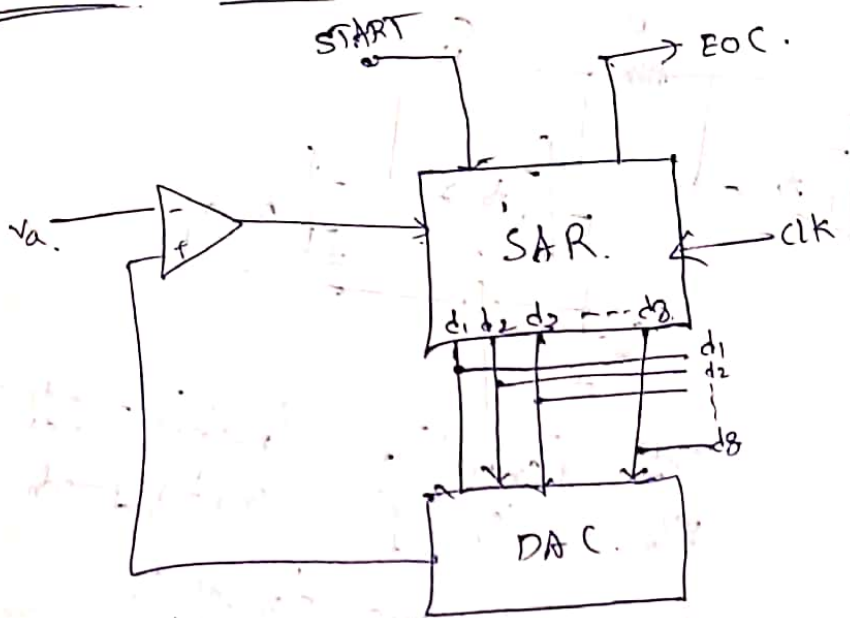 START
EOC.
Va.
-
+
SAR.
CLK
d1 d2 d3 ---- d8
d1
d2
d8
DAC.